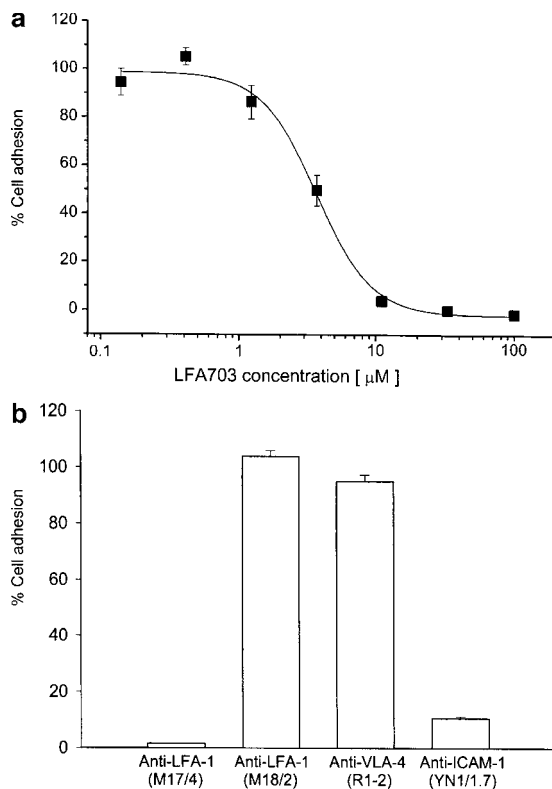 a
120
100
80
60
40
20
0
% Cell adhesion
0.1 1 10 100
LFA703 concentration [ µM ]
b
120
100
80
60
40
20
0
% Cell adhesion
Anti-LFA-1 Anti-LFA-1 Anti-VLA-4 Anti-ICAM-1
(M17/4) (M18/2) (R1-2) (YN1/1.7)